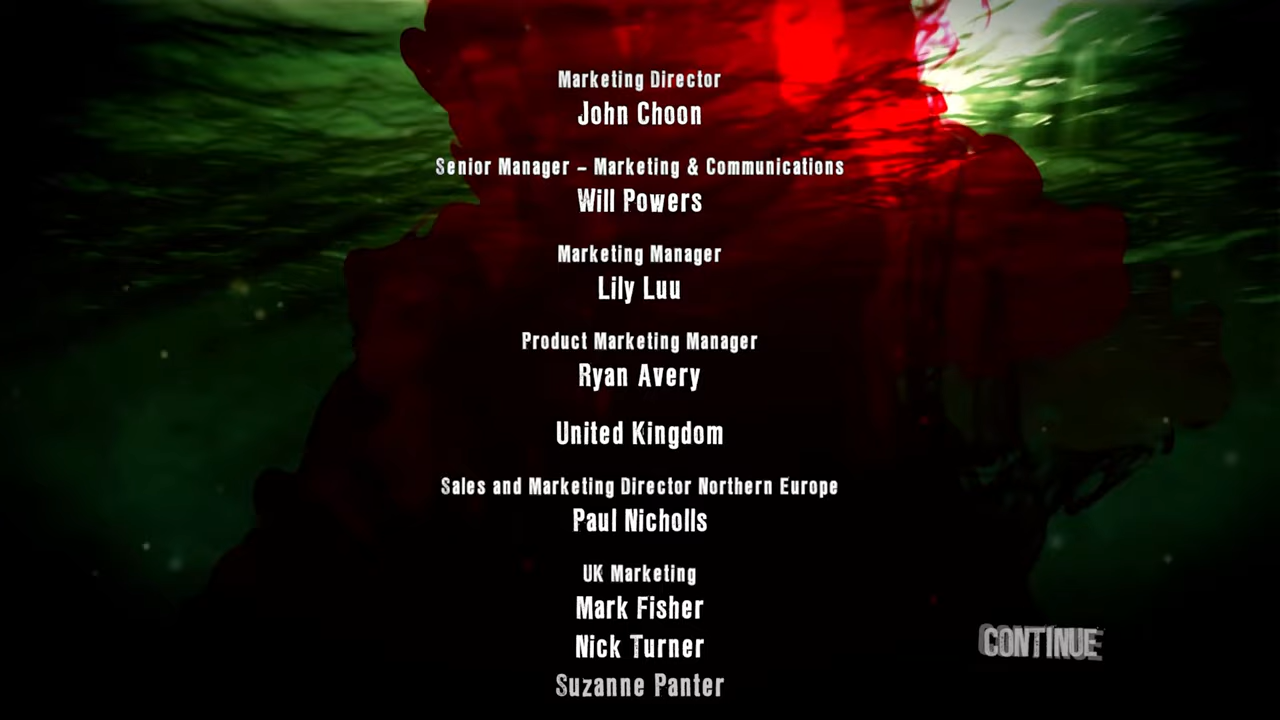 Marketing Director
John Choon
Senior Manager – Marketing & Communications
Will Powers
Marketing Manager
Lily Luu
Product Marketing Manager
Ryan Avery
United Kingdom
Sales and Marketing Director Northern Europe
Paul Nicholls
UK Marketing
Mark Fisher
Nick Turner
Suzanne Panter
CONTINUE